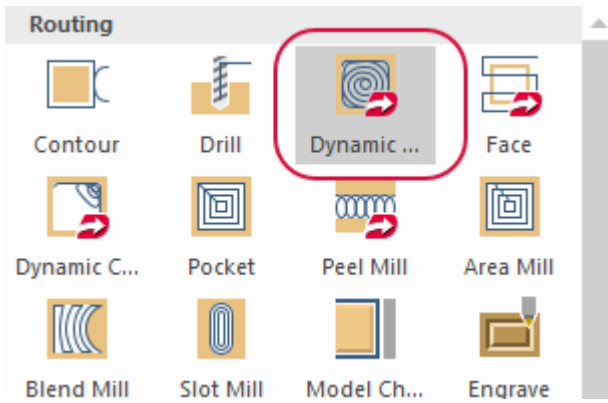 Routing
Contour Drill Dynamic ... Face
Dynamic C... Pocket Peel Mill Area Mill
Blend Mill Slot Mill Model Ch... Engrave